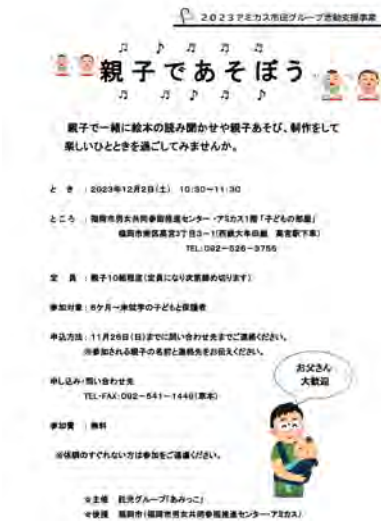 2023アミカス市民グループ活動支援事業
親子であそぼう
親子で一緒に絵本の読み聞かせや親子あそび、制作をして
楽しいひとときを過ごしてみませんか。
と き :2023年12月2日(土) 10:30~11:30
ところ :福岡市男女共同参画推進センター・アミカス1階「子どもの部屋」
福岡市南区高宮3丁目3-1(西鉄大牟田線 高宮駅下車)
TEL:092-526-3755
定 員 :親子10組程度(定員になり次第締め切ります)
参加対象:6ケ月~未就学の子どもと保護者
申込方法:11月26日(日)までに問い合わせ先までご連絡ください。
※参加される親子の名前と連絡先をお伝えください。
申し込み・問い合わせ先
TEL・FAX:092-541-1449(原本)
参加費 :無料
※体調のすぐれない方は参加をご遠慮ください。
お父さん
大歓迎
☆主催 託児グループ「あみっこ」
☆後援 福岡市(福岡市男女共同参画推進センター・アミカス)